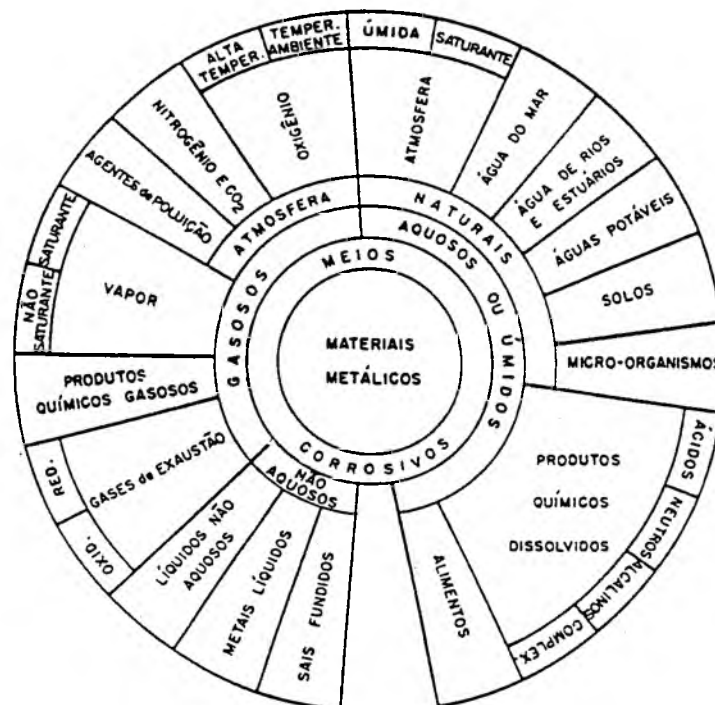 MATERIAIS
METÁLICOS
MEIOS
CORROSIVOS
GASOSOS
AQUOSOS OU ÚMIDOS
NÃO
AQUOSOS
ATMOSFERA
NATURAIS
ALTA
TEMPER.
TEMPER.
AMBIENTE
OXIGÊNIO
ÚMIDA
SATURANTE
ATMOSFERA
ÁGUA DO MAR
ÁGUA DE RIOS
E ESTUÁRIOS
ÁGUAS POTÁVEIS
SOLOS
MICRO-ORGANISMOS
PRODUTOS
QUÍMICOS
DISSOLVIDOS
ÁCIDOS
NEUTROS
ALCALINOS
COMPLEX.
ALIMENTOS
SAIS FUNDIDOS
METAIS LÍQUIDOS
LÍQUIDOS NÃO
AQUOSOS
GASES de EXAUSTÃO
OXID.
RED.
PRODUTOS
QUÍMICOS GASOSOS
VAPOR
NÃO
SATURANTE
SATURANTE
AGENTES de POLUIÇÃO
NITROGÊNIO E CO2